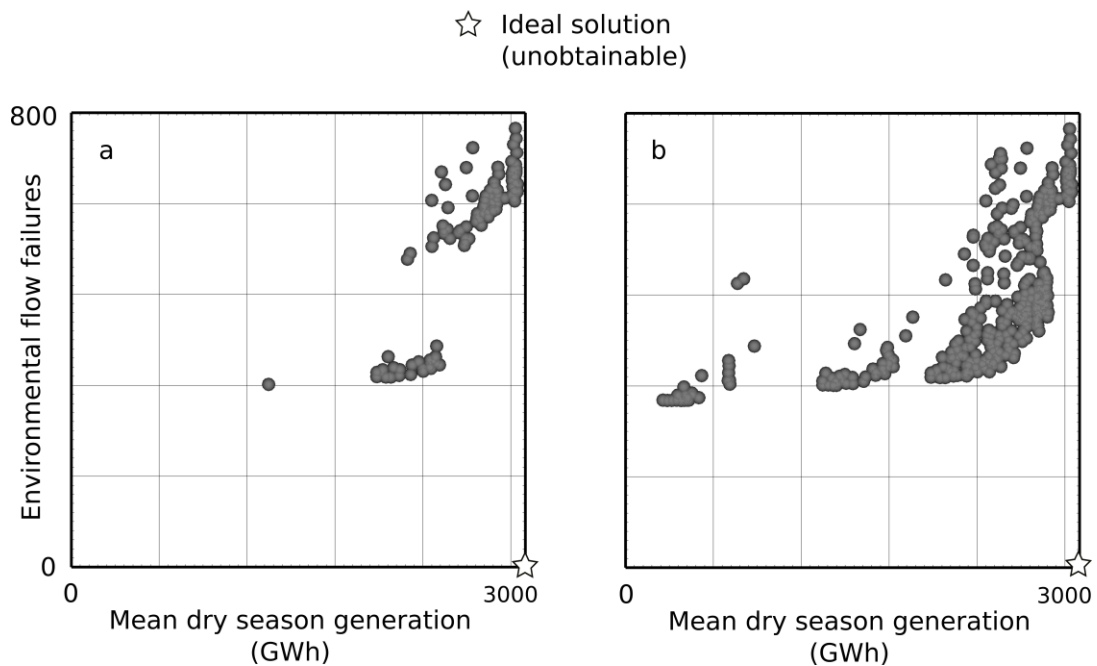 Ideal solution
(unobtainable)
800
a
b
Environmental flow failures
0
0
3000
0
3000
Mean dry season generation
(GWh)
Mean dry season generation
(GWh)